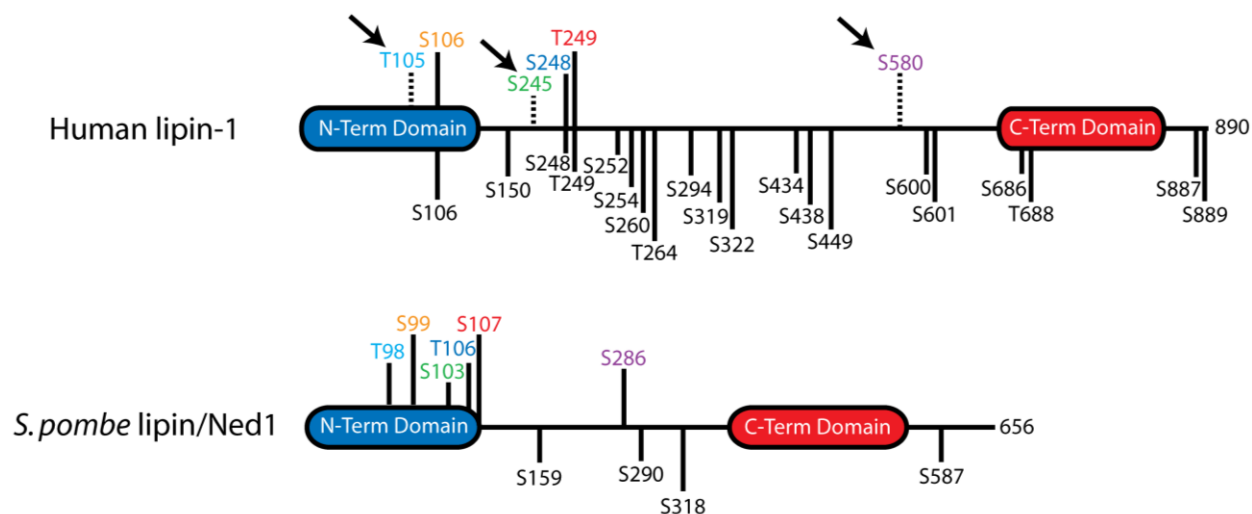 S106
T249
T105
S248
S245
S580
Human lipin-1
N-Term Domain
C-Term Domain
890
S106
S150
S248
T249
S252
S254
S260
T264
S294
S319
S322
S434
S438
S449
S600
S601
S686
T688
S887
S889
S99
S107
T98
T106
S103
S286
S. pombe lipin/Ned1
N-Term Domain
C-Term Domain
656
S159
S290
S318
S587